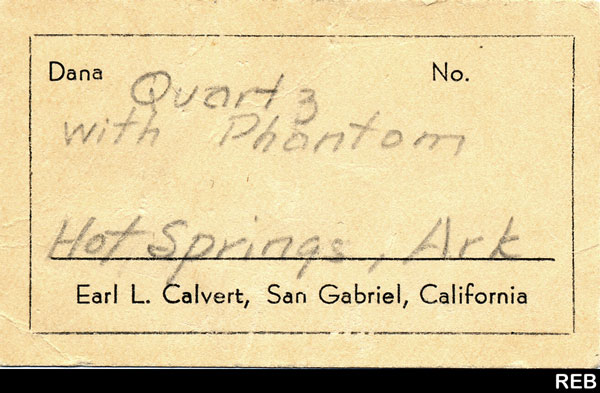 Dana No.
Quartz
with Phantom
Hot Springs, Ark
Earl L. Calvert, San Gabriel, California
REB